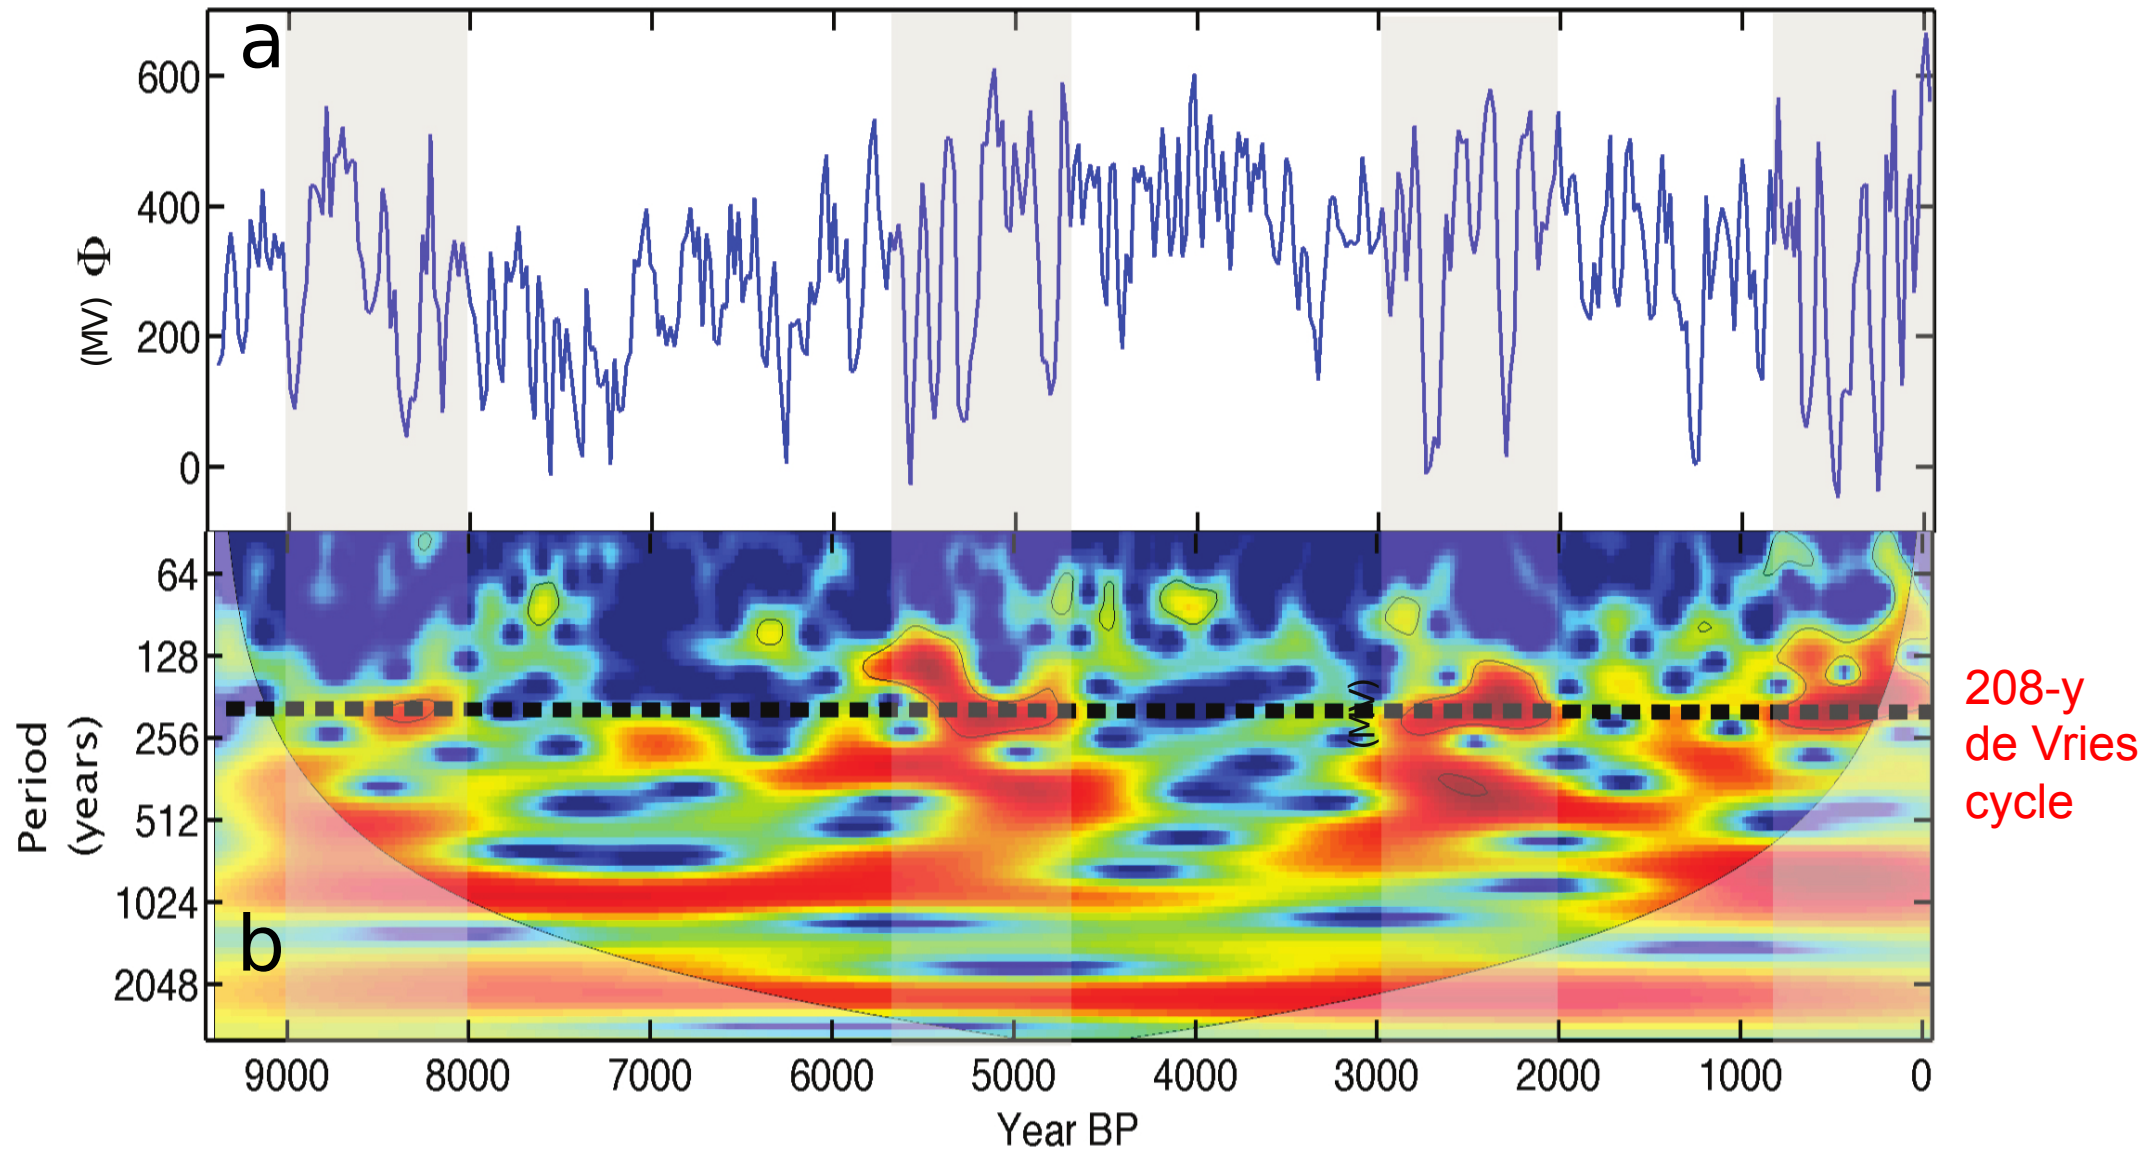 a
600
400
200
0
(MV) Φ
64
128
256
512
1024
2048
Period
(years)
b
(MV)
208-y
de Vries
cycle
9000 8000 7000 6000 5000 4000 3000 2000 1000 0
Year BP